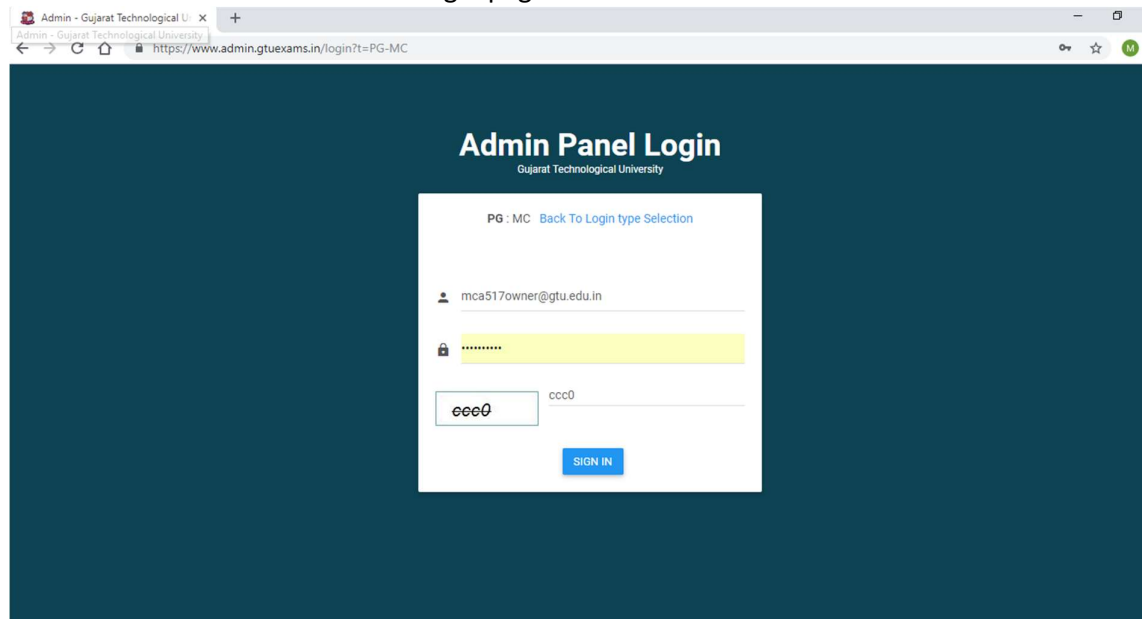 Admin - Gujarat Technological U
Admin - Gujarat Technological University
https://www.admin.gtuexams.in/login?t=PG-MC
M
Admin Panel Login
Gujarat Technological University
PG : MC Back To Login type Selection
mca517owner@gtu.edu.in
••••••••••
ccc0
ccc0
SIGN IN